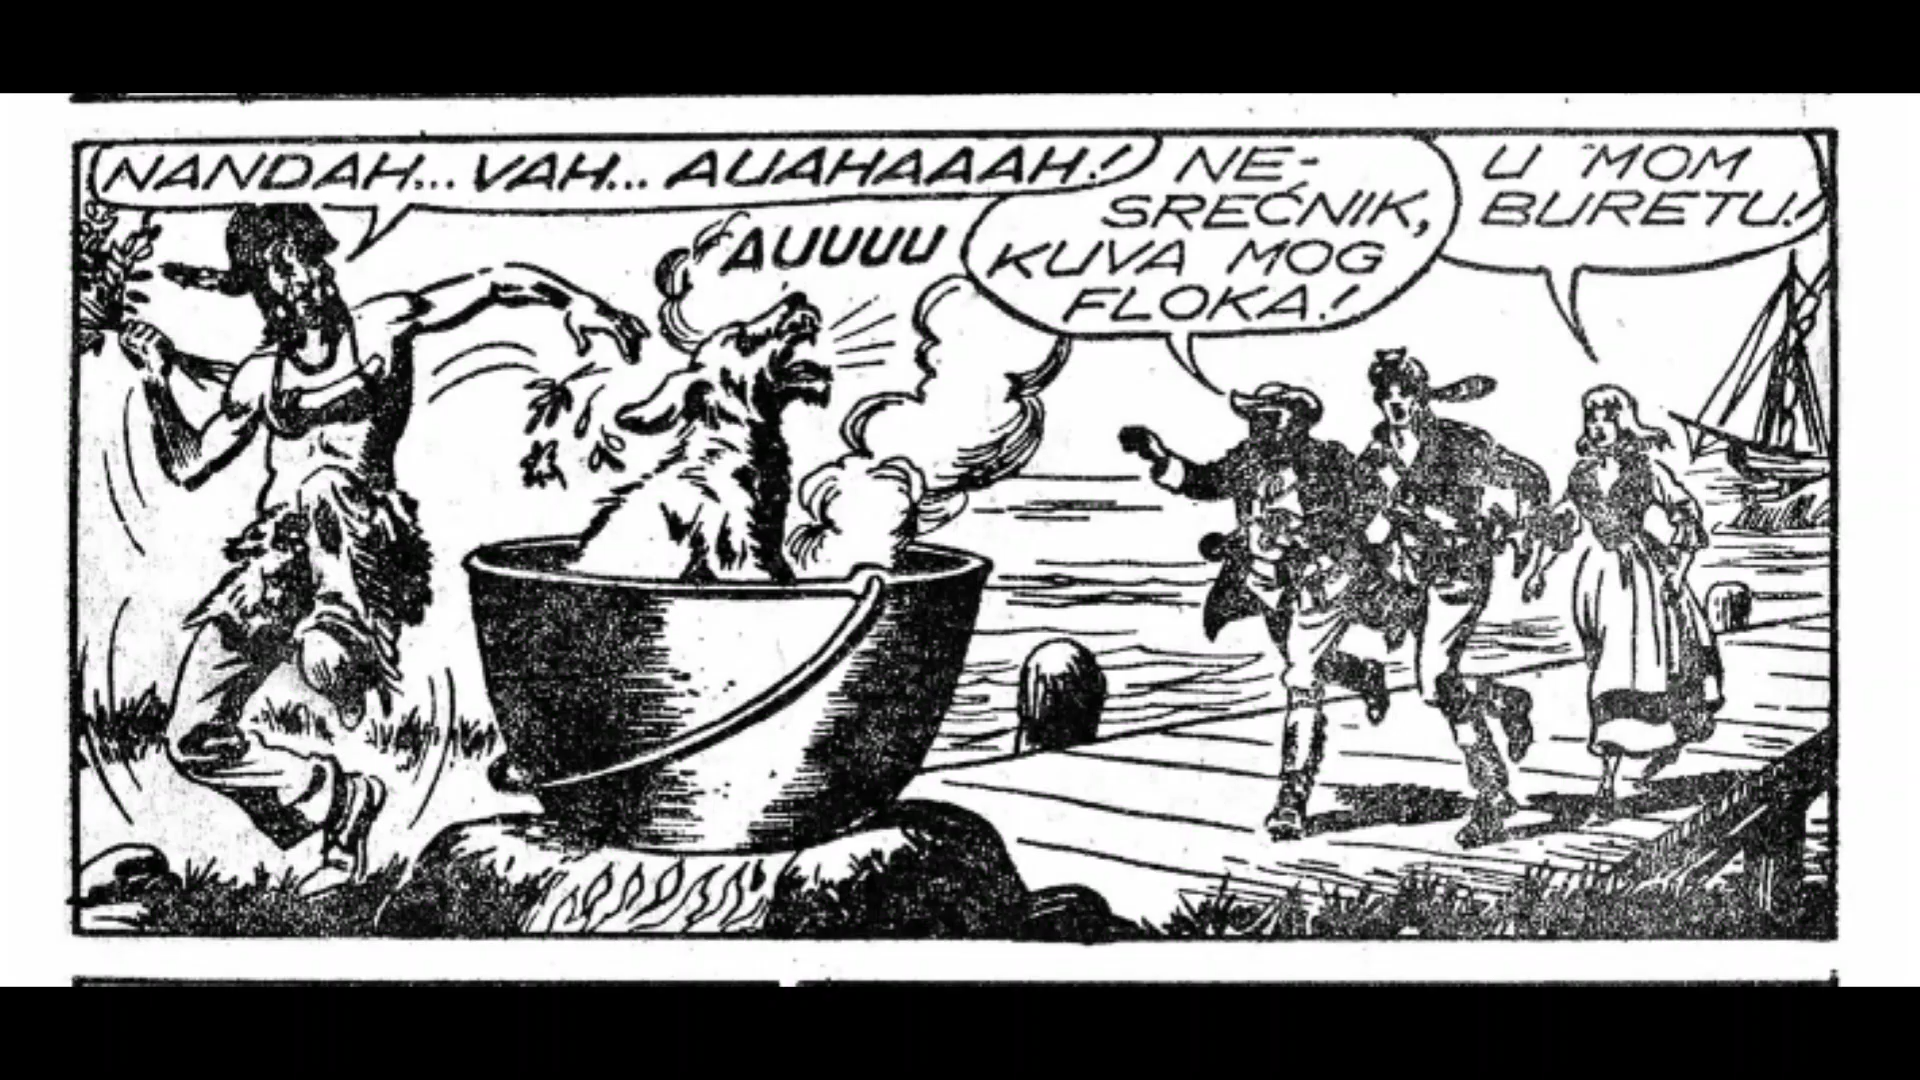 NANDAH... VAH... AUAHAAAH!
AUUUU
NE-
SREĆNIK,
KUVA MOG
FLOKA!
U MOM
BURETU!